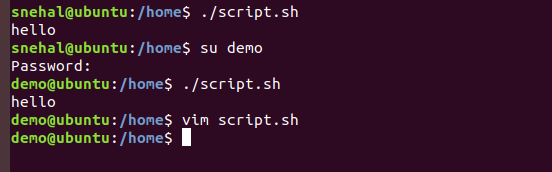 snehal@ubuntu:/home$ ./script.sh
hello
snehal@ubuntu:/home$ su demo
Password:
demo@ubuntu:/home$ ./script.sh
hello
demo@ubuntu:/home$ vim script.sh
demo@ubuntu:/home$